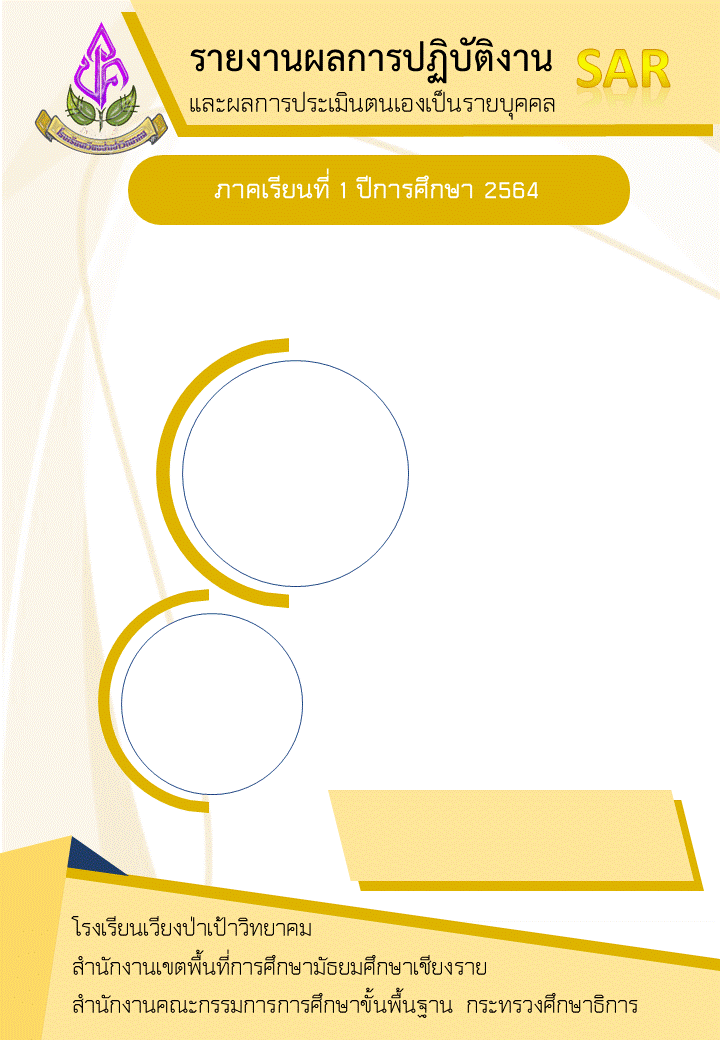 รายงานผลการปฏิบัติงาน SAR
และผลการประเมินตนเองเป็นรายบุคคล
ภาคเรียนที่ 1 ปีการศึกษา 2564
โรงเรียนเวียงป่าเป้าวิทยาคม
สำนักงานเขตพื้นที่การศึกษามัธยมศึกษาเชียงราย
สำนักงานคณะกรรมการการศึกษาขั้นพื้นฐาน กระทรวงศึกษาธิการ